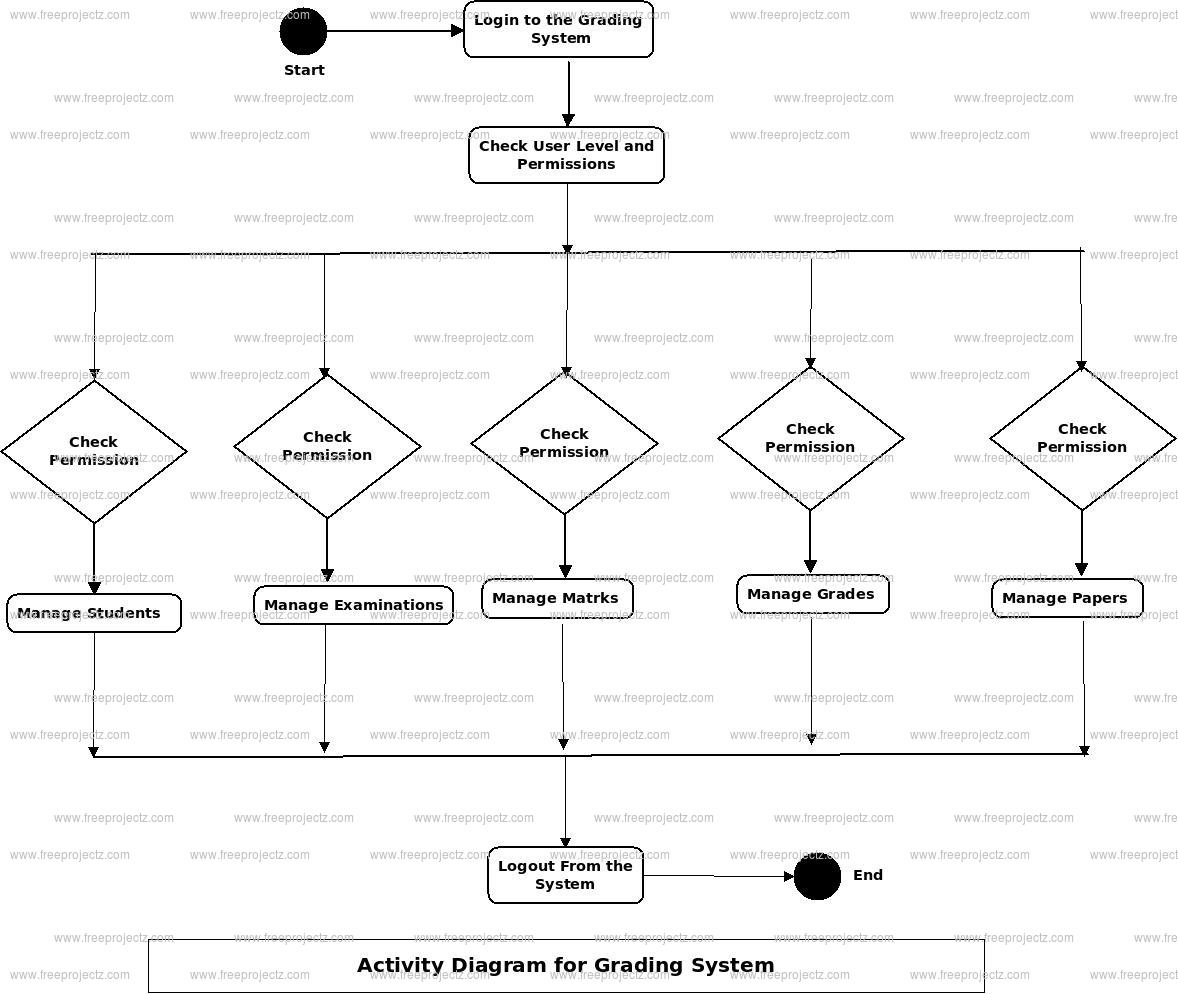 Login to the Grading
System
Start
Check User Level and
Permissions
Check
Permission
Check
Permission
Check
Permission
Check
Permission
Check
Permission
Manage Students
Manage Examinations
Manage Matrks
Manage Grades
Manage Papers
Logout From the
System
End
Activity Diagram for Grading System
www.freeprojectz.com